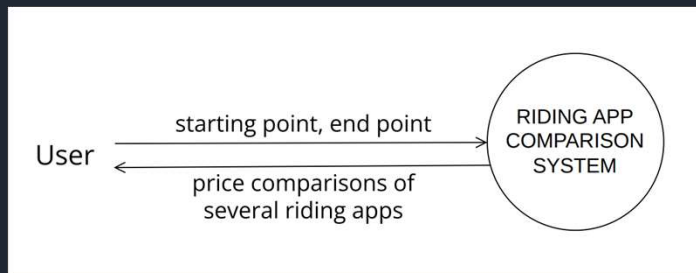 starting point, end point
User
RIDING APP
COMPARISON
SYSTEM
price comparisons of
several riding apps